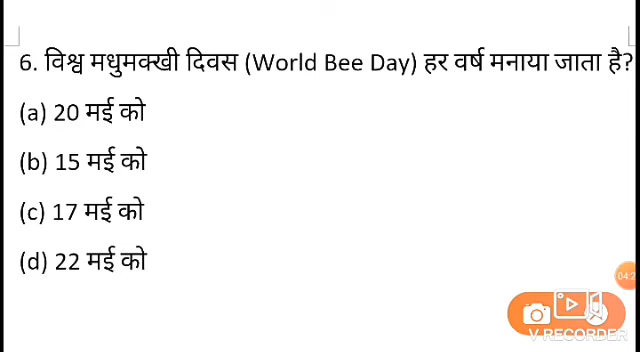 6. विश्व मधुमक्खी दिवस (World Bee Day) हर वर्ष मनाया जाता है?
(a) 20 मई को
(b) 15 मई को
(c) 17 मई को
(d) 22 मई को
V RECORDER